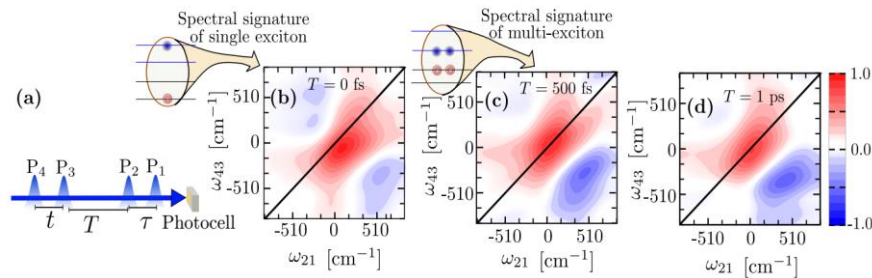 Spectral signature
of single exciton
Spectral signature
of multi-exciton
(a)
P₄ P₃ P₂ P₁
t T τ Photocell
(b) T = 0 fs
(c) T = 500 fs
(d) T = 1 ps
ω₄₃ [cm⁻¹]
510
0
-510
-510 0 510
ω₂₁ [cm⁻¹]
ω₄₃ [cm⁻¹]
510
0
-510
-510 0 510
ω₂₁ [cm⁻¹]
ω₄₃ [cm⁻¹]
510
0
-510
-510 0 510
ω₂₁ [cm⁻¹]
1.0
0.5
0.0
-0.5
-1.0